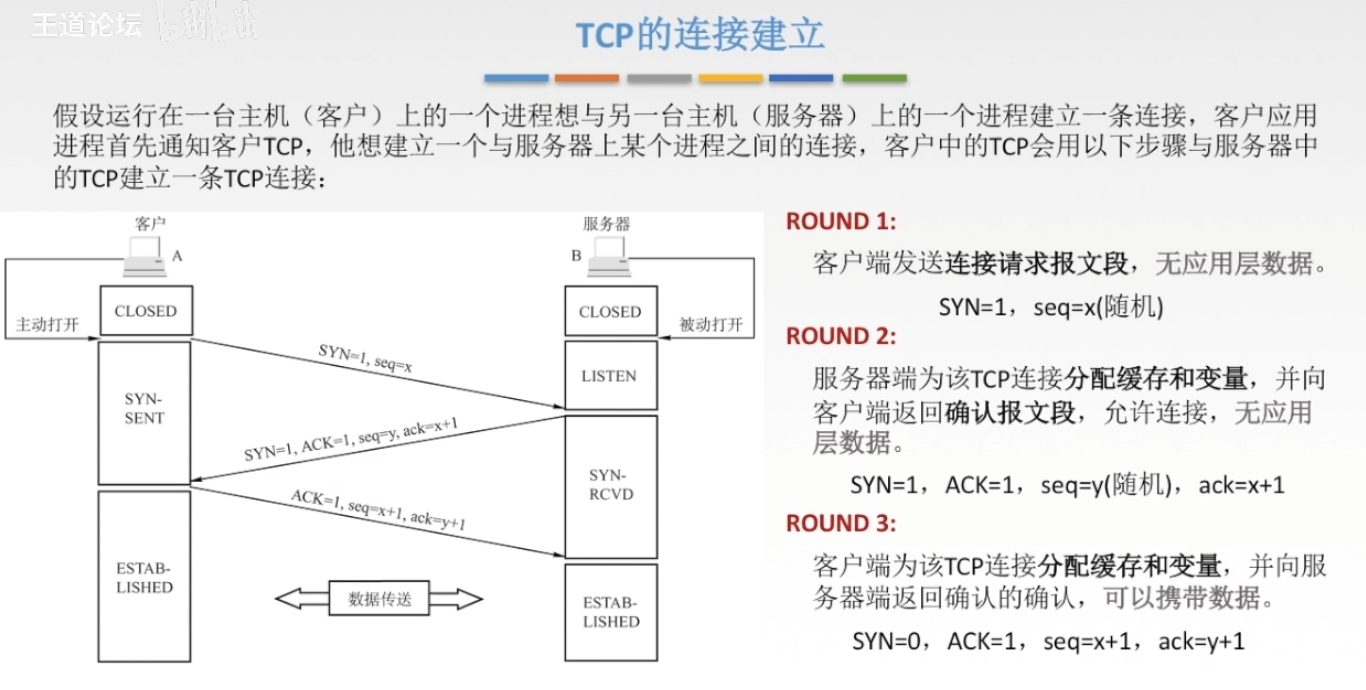 王道论坛 bilibili
TCP的连接建立
假设运行在一台主机（客户）上的一个进程想与另一台主机（服务器）上的一个进程建立一条连接，客户应用
进程首先通知客户TCP，他想建立一个与服务器上某个进程之间的连接，客户中的TCP会用以下步骤与服务器中
的TCP建立一条TCP连接：
客户
A
服务器
B
主动打开
CLOSED
CLOSED
被动打开
SYN=1, seq=x
SYN-
SENT
LISTEN
SYN=1, ACK=1, seq=y, ack=x+1
SYN-
RCVD
ACK=1, seq=x+1, ack=y+1
ESTAB-
LISHED
数据传送
ESTAB-
LISHED
ROUND 1:
客户端发送连接请求报文段，无应用层数据。
SYN=1，seq=x(随机)
ROUND 2:
服务器端为该TCP连接分配缓存和变量，并向
客户端返回确认报文段，允许连接，无应用
层数据。
SYN=1，ACK=1，seq=y(随机)，ack=x+1
ROUND 3:
客户端为该TCP连接分配缓存和变量，并向服
务器端返回确认的确认，可以携带数据。
SYN=0，ACK=1，seq=x+1，ack=y+1